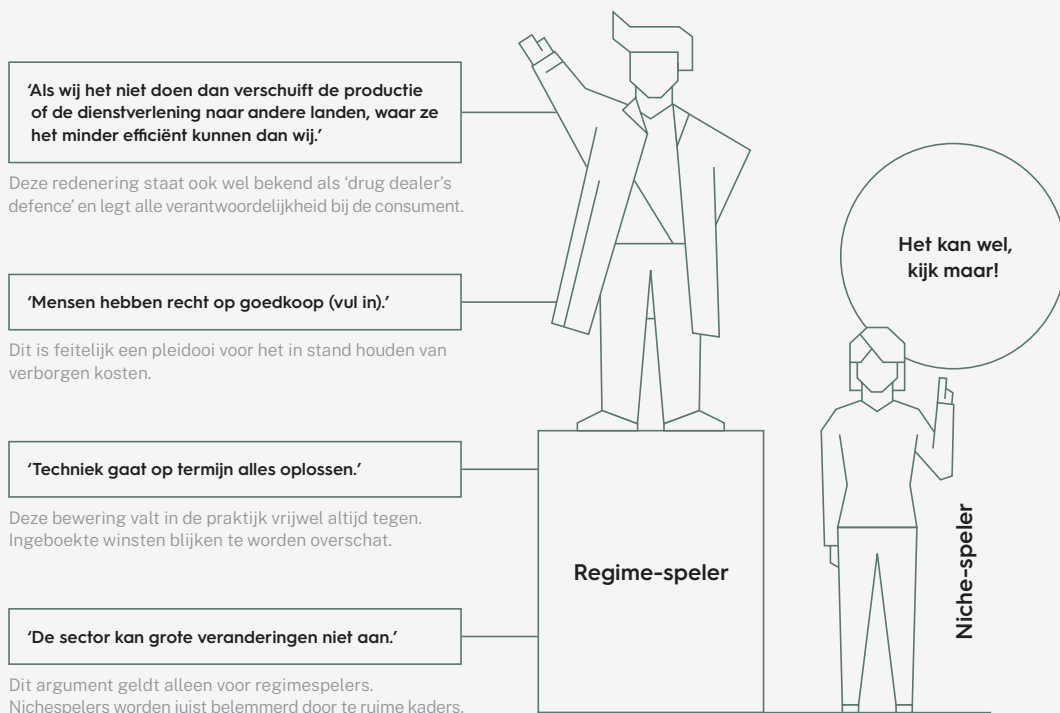 ‘Als wij het niet doen dan verschuift de productie
of de dienstverlening naar andere landen, waar ze
het minder efficiënt kunnen dan wij.’
Deze redenering staat ook wel bekend als ‘drug dealer’s
defence’ en legt alle verantwoordelijkheid bij de consument.
‘Mensen hebben recht op goedkoop (vul in).’
Dit is feitelijk een pleidooi voor het in stand houden van
verborgen kosten.
‘Techniek gaat op termijn alles oplossen.’
Deze bewering valt in de praktijk vrijwel altijd tegen.
Ingeboekte winsten blijken te worden overschat.
‘De sector kan grote veranderingen niet aan.’
Dit argument geldt alleen voor regimespelers.
Nichespelers worden juist belemmerd door te ruime kaders.
Regime-speler
Het kan wel,
kijk maar!
Niche-speler